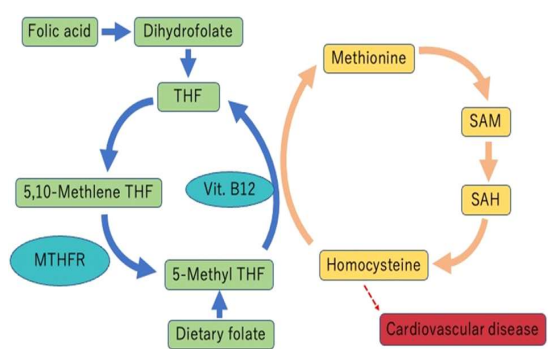 Folic acid
Dihydrofolate
THF
5,10-Methlene THF
MTHFR
Vit. B12
5-Methyl THF
Dietary folate
Methionine
SAM
SAH
Homocysteine
Cardiovascular disease